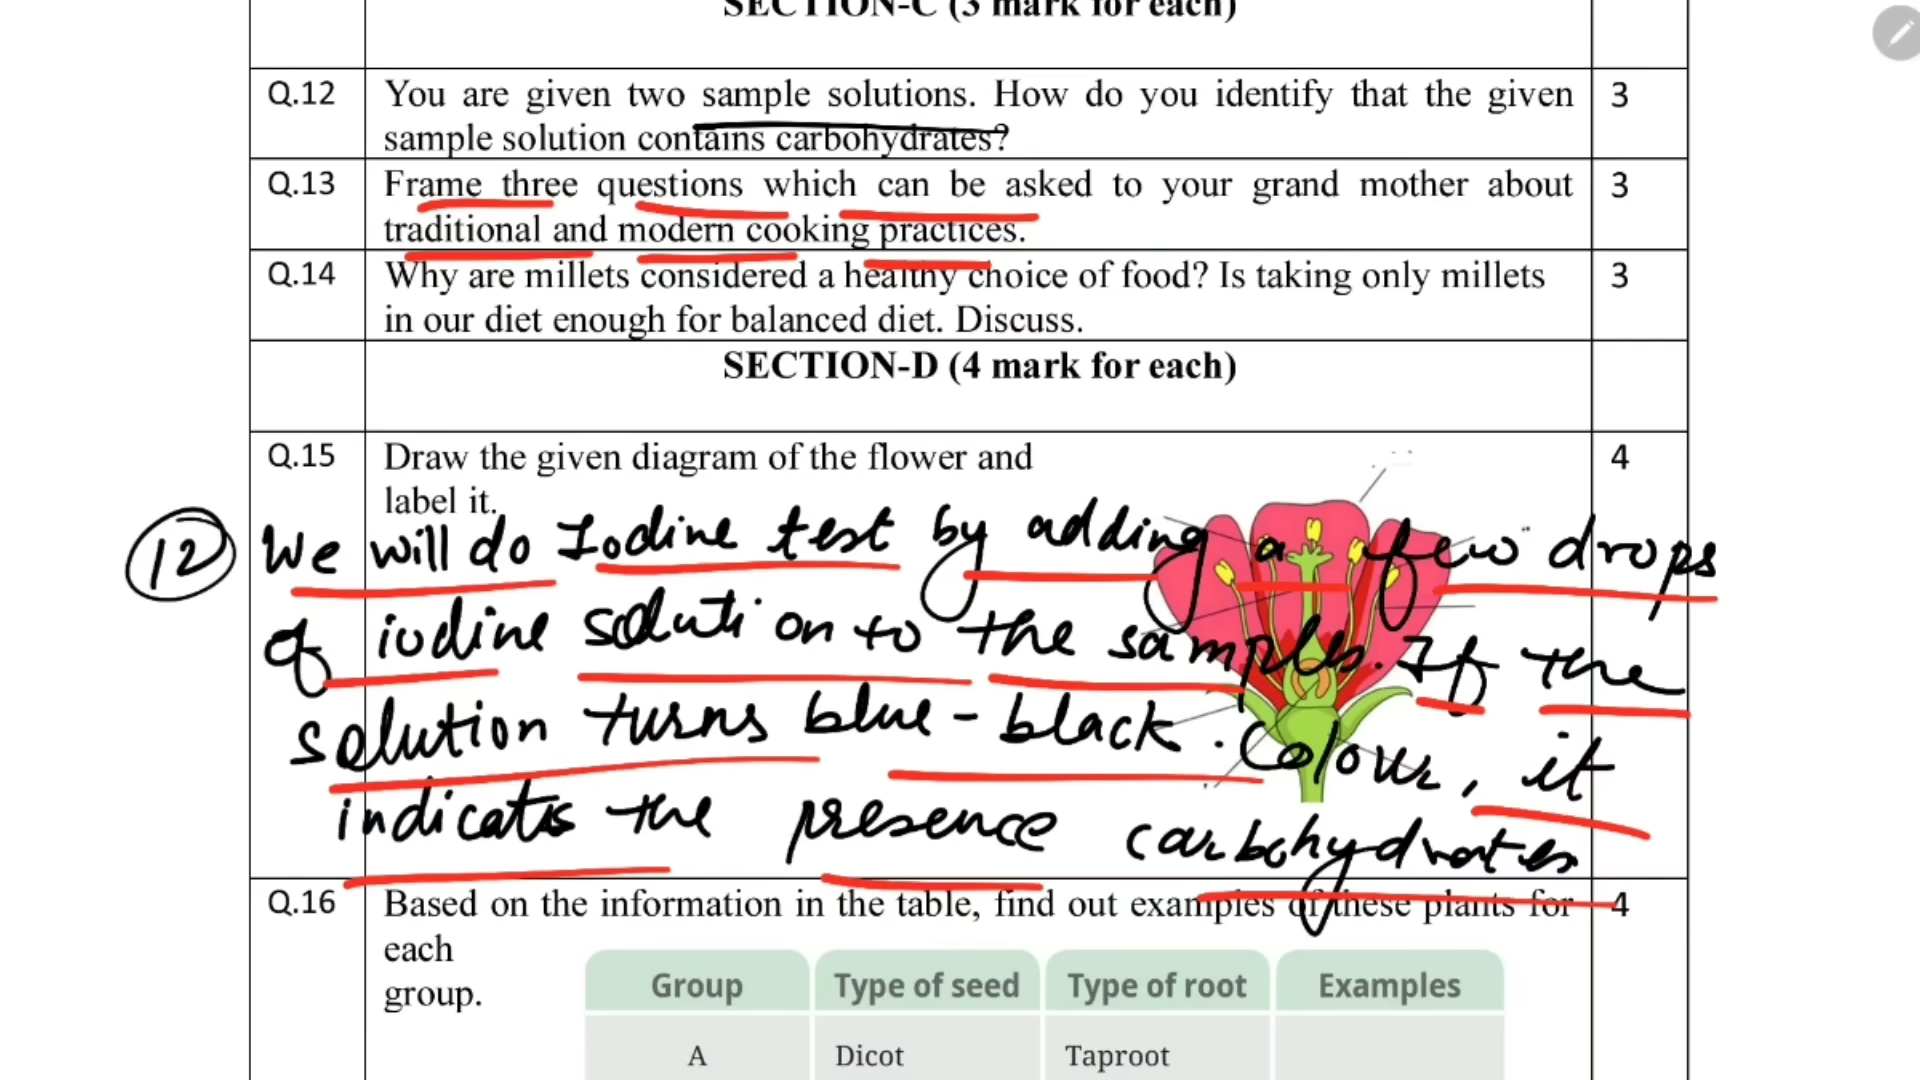 SECTION-C (3 mark for each)
Q.12 You are given two sample solutions. How do you identify that the given 3
sample solution contains carbohydrates?
Q.13 Frame three questions which can be asked to your grand mother about 3
traditional and modern cooking practices.
Q.14 Why are millets considered a healthy choice of food? Is taking only millets 3
in our diet enough for balanced diet. Discuss.
SECTION-D (4 mark for each)
Q.15 Draw the given diagram of the flower and 4
label it.
12 We will do Iodine test by adding a few drops
of iodine solution to the samples. If the
solution turns blue-black. Colour, it
indicates the presence carbohydrates
Q.16 Based on the information in the table, find out examples of these plants for 4
each
group.
Group Type of seed Type of root Examples
A Dicot Taproot